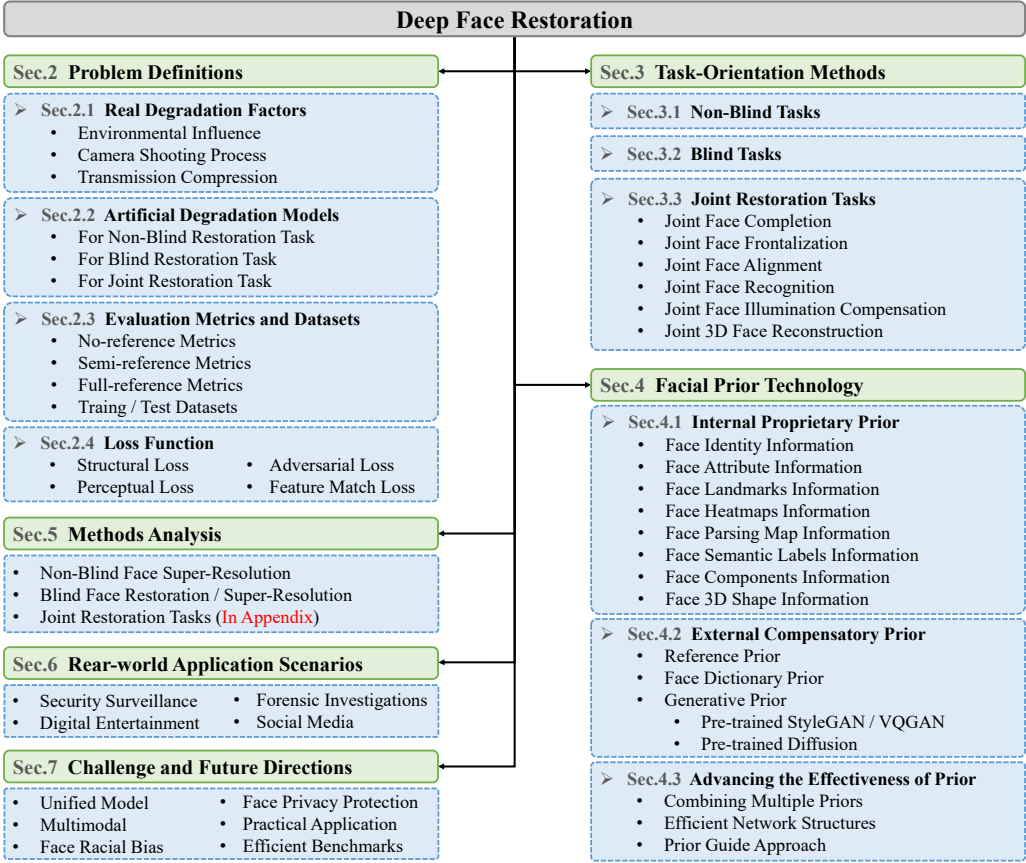 Deep Face Restoration
Sec.2 Problem Definitions
➢ Sec.2.1 Real Degradation Factors
• Environmental Influence
• Camera Shooting Process
• Transmission Compression
➢ Sec.2.2 Artificial Degradation Models
• For Non-Blind Restoration Task
• For Blind Restoration Task
• For Joint Restoration Task
➢ Sec.2.3 Evaluation Metrics and Datasets
• No-reference Metrics
• Semi-reference Metrics
• Full-reference Metrics
• Traing / Test Datasets
➢ Sec.2.4 Loss Function
• Structural Loss • Adversarial Loss
• Perceptual Loss • Feature Match Loss
Sec.5 Methods Analysis
• Non-Blind Face Super-Resolution
• Blind Face Restoration / Super-Resolution
• Joint Restoration Tasks (In Appendix)
Sec.6 Rear-world Application Scenarios
• Security Surveillance • Forensic Investigations
• Digital Entertainment • Social Media
Sec.7 Challenge and Future Directions
• Unified Model • Face Privacy Protection
• Multimodal • Practical Application
• Face Racial Bias • Efficient Benchmarks
Sec.3 Task-Orientation Methods
➢ Sec.3.1 Non-Blind Tasks
➢ Sec.3.2 Blind Tasks
➢ Sec.3.3 Joint Restoration Tasks
• Joint Face Completion
• Joint Face Frontalization
• Joint Face Alignment
• Joint Face Recognition
• Joint Face Illumination Compensation
• Joint 3D Face Reconstruction
Sec.4 Facial Prior Technology
➢ Sec.4.1 Internal Proprietary Prior
• Face Identity Information
• Face Attribute Information
• Face Landmarks Information
• Face Heatmaps Information
• Face Parsing Map Information
• Face Semantic Labels Information
• Face Components Information
• Face 3D Shape Information
➢ Sec.4.2 External Compensatory Prior
• Reference Prior
• Face Dictionary Prior
• Generative Prior
• Pre-trained StyleGAN / VQGAN
• Pre-trained Diffusion
➢ Sec.4.3 Advancing the Effectiveness of Prior
• Combining Multiple Priors
• Efficient Network Structures
• Prior Guide Approach